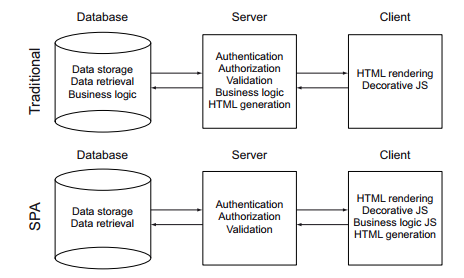 Database
Server
Client
Traditional
Data storage
Data retrieval
Business logic
Authentication
Authorization
Validation
Business logic
HTML generation
HTML rendering
Decorative JS
Database
Server
Client
SPA
Data storage
Data retrieval
Authentication
Authorization
Validation
HTML rendering
Decorative JS
Business logic JS
HTML generation